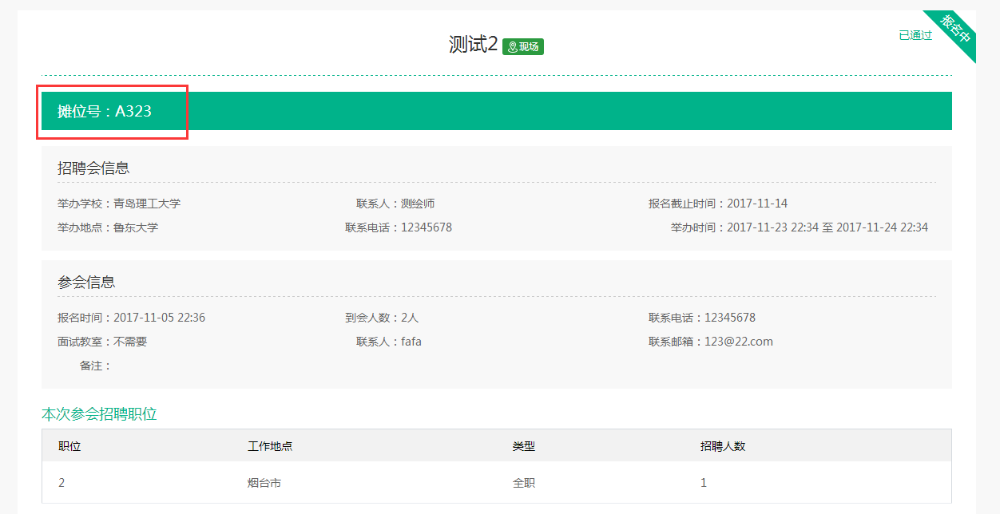 测试2 现场
已通过
报名中
摊位号：A323
招聘会信息
举办学校：青岛理工大学 联系人：测绘师 报名截止时间：2017-11-14
举办地点：鲁东大学 联系电话：12345678 举办时间：2017-11-23 22:34 至 2017-11-24 22:34
参会信息
报名时间：2017-11-05 22:36 到会人数：2人 联系电话：12345678
面试教室：不需要 联系人：fafa 联系邮箱：123@22.com
备注：
本次参会招聘职位
职位 工作地点 类型 招聘人数
2 烟台市 全职 1